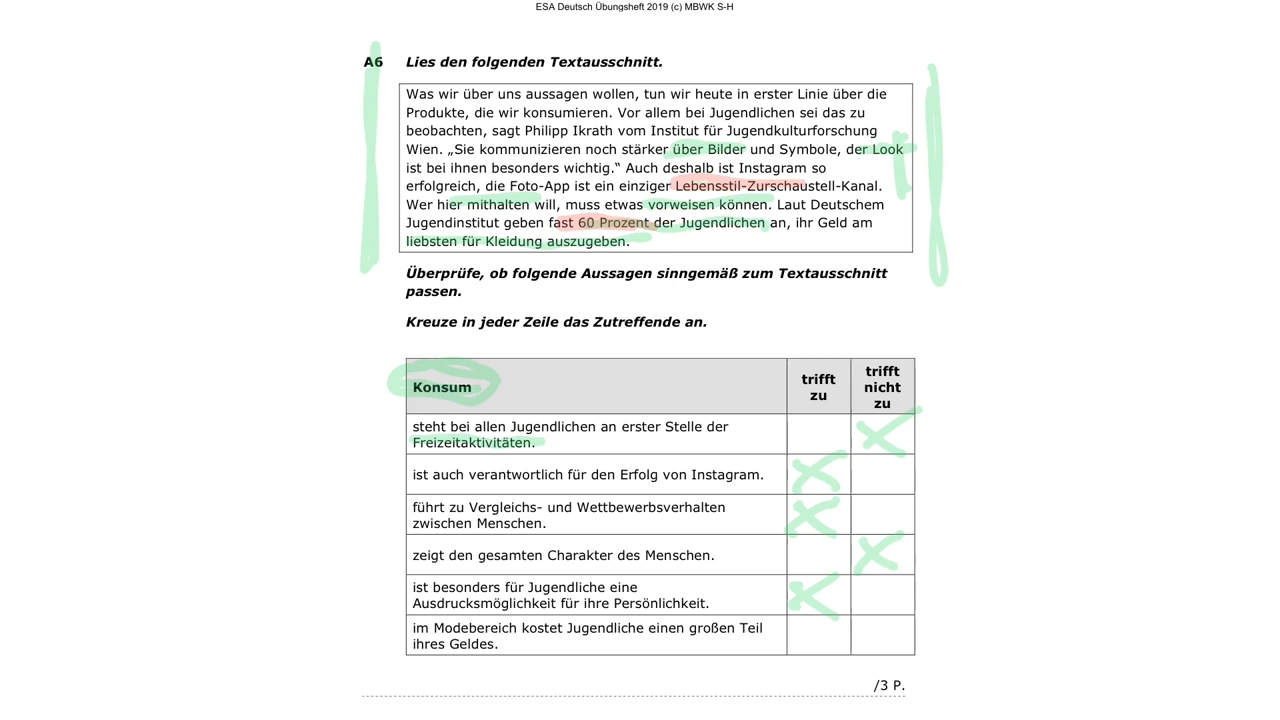 ESA Deutsch Übungsheft 2019 (c) MBWK S-H
A6 Lies den folgenden Textausschnitt.
Was wir über uns aussagen wollen, tun wir heute in erster Linie über die
Produkte, die wir konsumieren. Vor allem bei Jugendlichen sei das zu
beobachten, sagt Philipp Ikrath vom Institut für Jugendkulturforschung
Wien. „Sie kommunizieren noch stärker über Bilder und Symbole, der Look
ist bei ihnen besonders wichtig.“ Auch deshalb ist Instagram so
erfolgreich, die Foto-App ist ein einziger Lebensstil-Zurschaustell-Kanal.
Wer hier mithalten will, muss etwas vorweisen können. Laut Deutschem
Jugendinstitut geben fast 60 Prozent der Jugendlichen an, ihr Geld am
liebsten für Kleidung auszugeben.
Überprüfe, ob folgende Aussagen sinngemäß zum Textausschnitt
passen.
Kreuze in jeder Zeile das Zutreffende an.
Konsum
trifft
zu
trifft
nicht
zu
steht bei allen Jugendlichen an erster Stelle der
Freizeitaktivitäten.
ist auch verantwortlich für den Erfolg von Instagram.
führt zu Vergleichs- und Wettbewerbsverhalten
zwischen Menschen.
zeigt den gesamten Charakter des Menschen.
ist besonders für Jugendliche eine
Ausdrucksmöglichkeit für ihre Persönlichkeit.
im Modebereich kostet Jugendliche einen großen Teil
ihres Geldes.
/3 P.